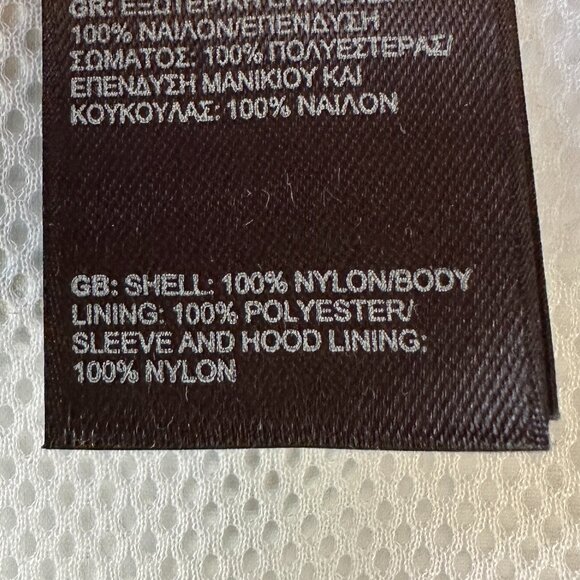 GR: ΕΞΩΤΕΡΙΚΗ
100% ΝΑΙΛΟΝ/ΕΠΕΝΔΥΣΗ
ΣΩΜΑΤΟΣ: 100% ΠΟΛΥΕΣΤΕΡΑΣ/
ΕΠΕΝΔΥΣΗ ΜΑΝΙΚΙΟΥ ΚΑΙ
ΚΟΥΚΟΥΛΑΣ: 100% ΝΑΙΛΟΝ
GB: SHELL: 100% NYLON/BODY
LINING: 100% POLYESTER/
SLEEVE AND HOOD LINING;
100% NYLON